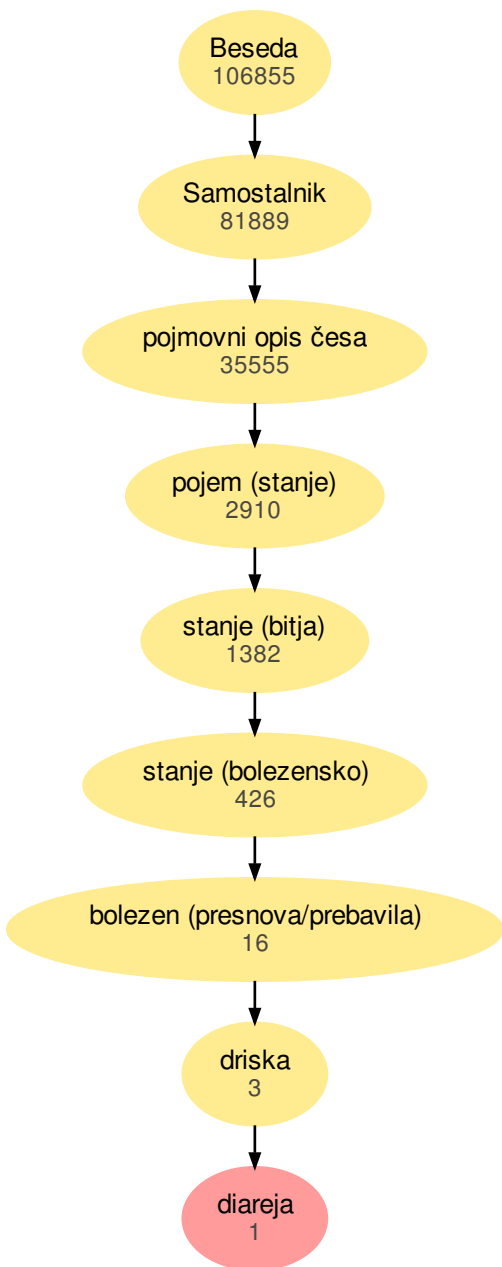 Beseda
106855
Samostalnik
81889
pojmovni opis česa
35555
pojem (stanje)
2910
stanje (bitja)
1382
stanje (bolezensko)
426
bolezen (presnova/prebavila)
16
driska
3
diareja
1